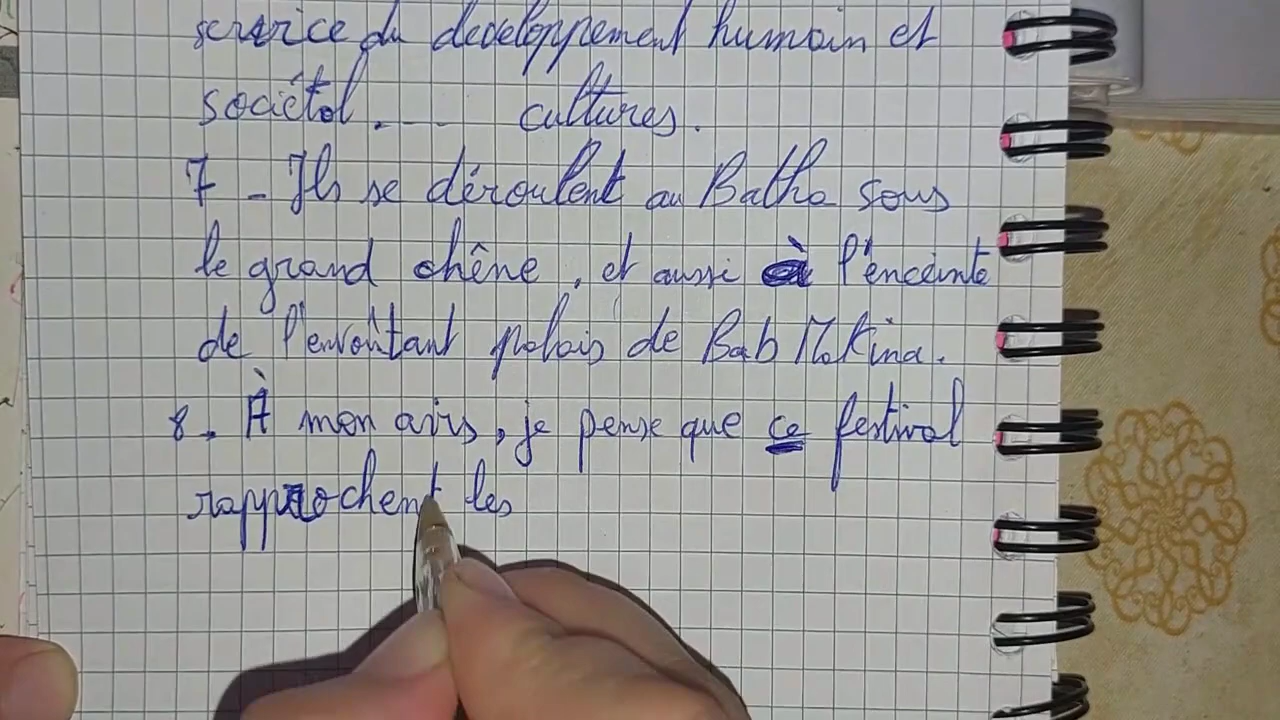 service du developpement humain et
sociétal .... cultures.
7 - Ils se déroulent au Batha sous
le grand chêne, et aussi à l'enceinte
de l'envoûtant palais de Bab Makina.
8. À mon avis, je pense que ce festival
rapprochent les